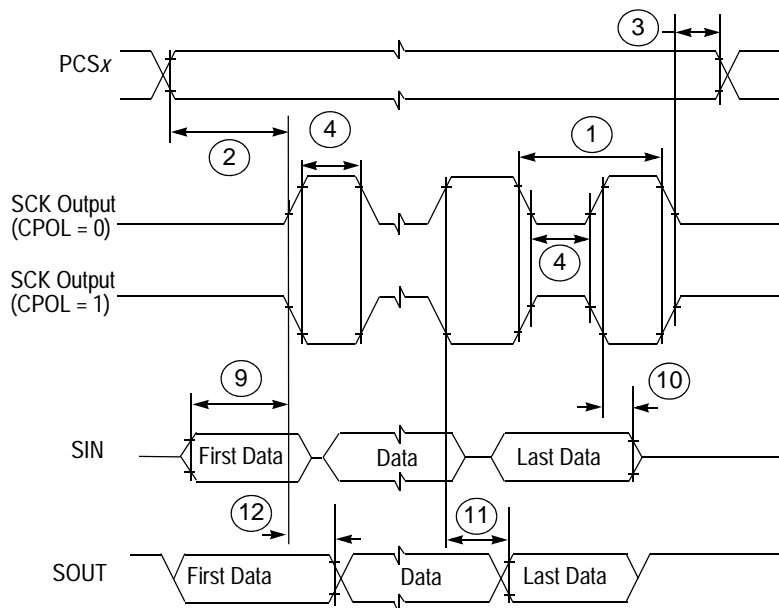 3
PCSx
2
4
1
SCK Output
(CPOL = 0)
4
SCK Output
(CPOL = 1)
9
10
SIN
First Data
Data
Last Data
12
11
SOUT
First Data
Data
Last Data